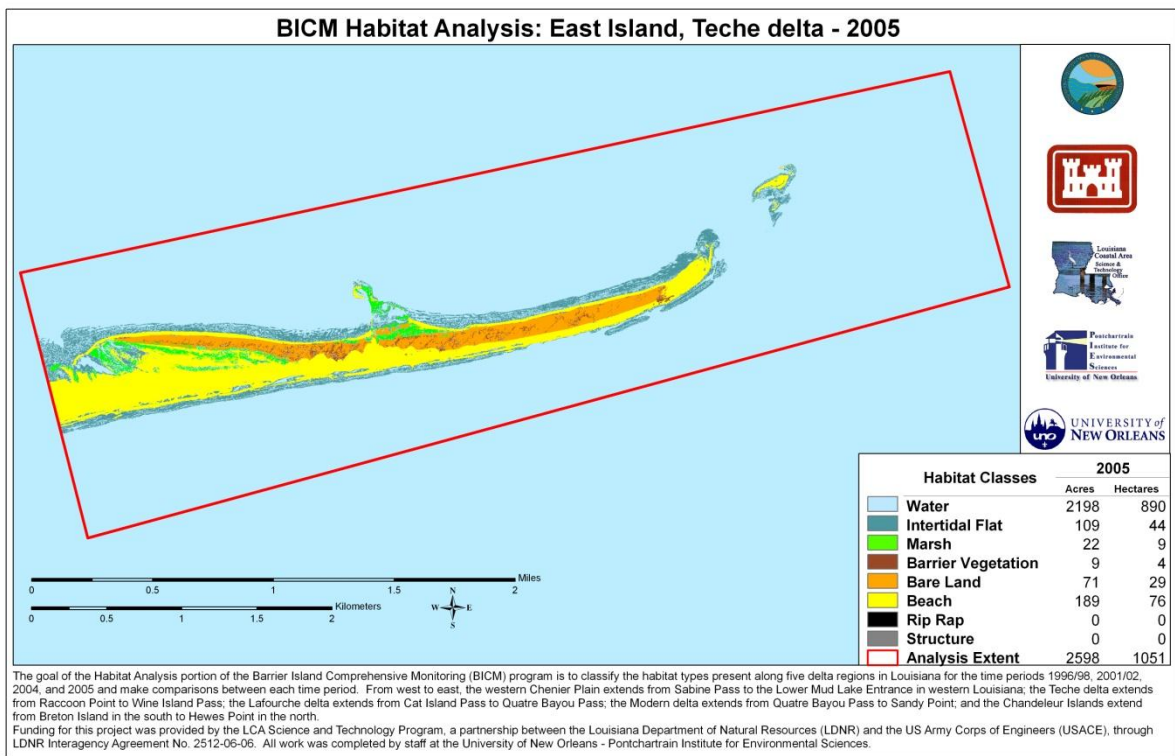 BICM Habitat Analysis: East Island, Teche delta - 2005
Louisiana
Coastal Area
Science &
Technology
Office
Pontchartrain
Institute for
Environmental
Sciences
University of New Orleans
uno
UNIVERSITY of
NEW ORLEANS
Habitat Classes 2005
Acres Hectares
Water 2198 890
Intertidal Flat 109 44
Marsh 22 9
Barrier Vegetation 9 4
Bare Land 71 29
Beach 189 76
Rip Rap 0 0
Structure 0 0
Analysis Extent 2598 1051
Miles
0 0.5 1 1.5 2
Kilometers
0 0.5 1 1.5 2
N
W E
S
The goal of the Habitat Analysis portion of the Barrier Island Comprehensive Monitoring (BICM) program is to classify the habitat types present along five delta regions in Louisiana for the time periods 1996/98, 2001/02,
2004, and 2005 and make comparisons between each time period. From west to east, the western Chenier Plain extends from Sabine Pass to the Lower Mud Lake Entrance in western Louisiana; the Teche delta extends
from Raccoon Point to Wine Island Pass; the Lafourche delta extends from Cat Island Pass to Quatre Bayou Pass; the Modern delta extends from Quatre Bayou Pass to Sandy Point; and the Chandeleur Islands extend
from Breton Island in the south to Hewes Point in the north.
Funding for this project was provided by the LCA Science and Technology Program, a partnership between the Louisiana Department of Natural Resources (LDNR) and the US Army Corps of Engineers (USACE), through
LDNR Interagency Agreement No. 2512-06-06. All work was completed by staff at the University of New Orleans - Pontchartrain Institute for Environmental Sciences.